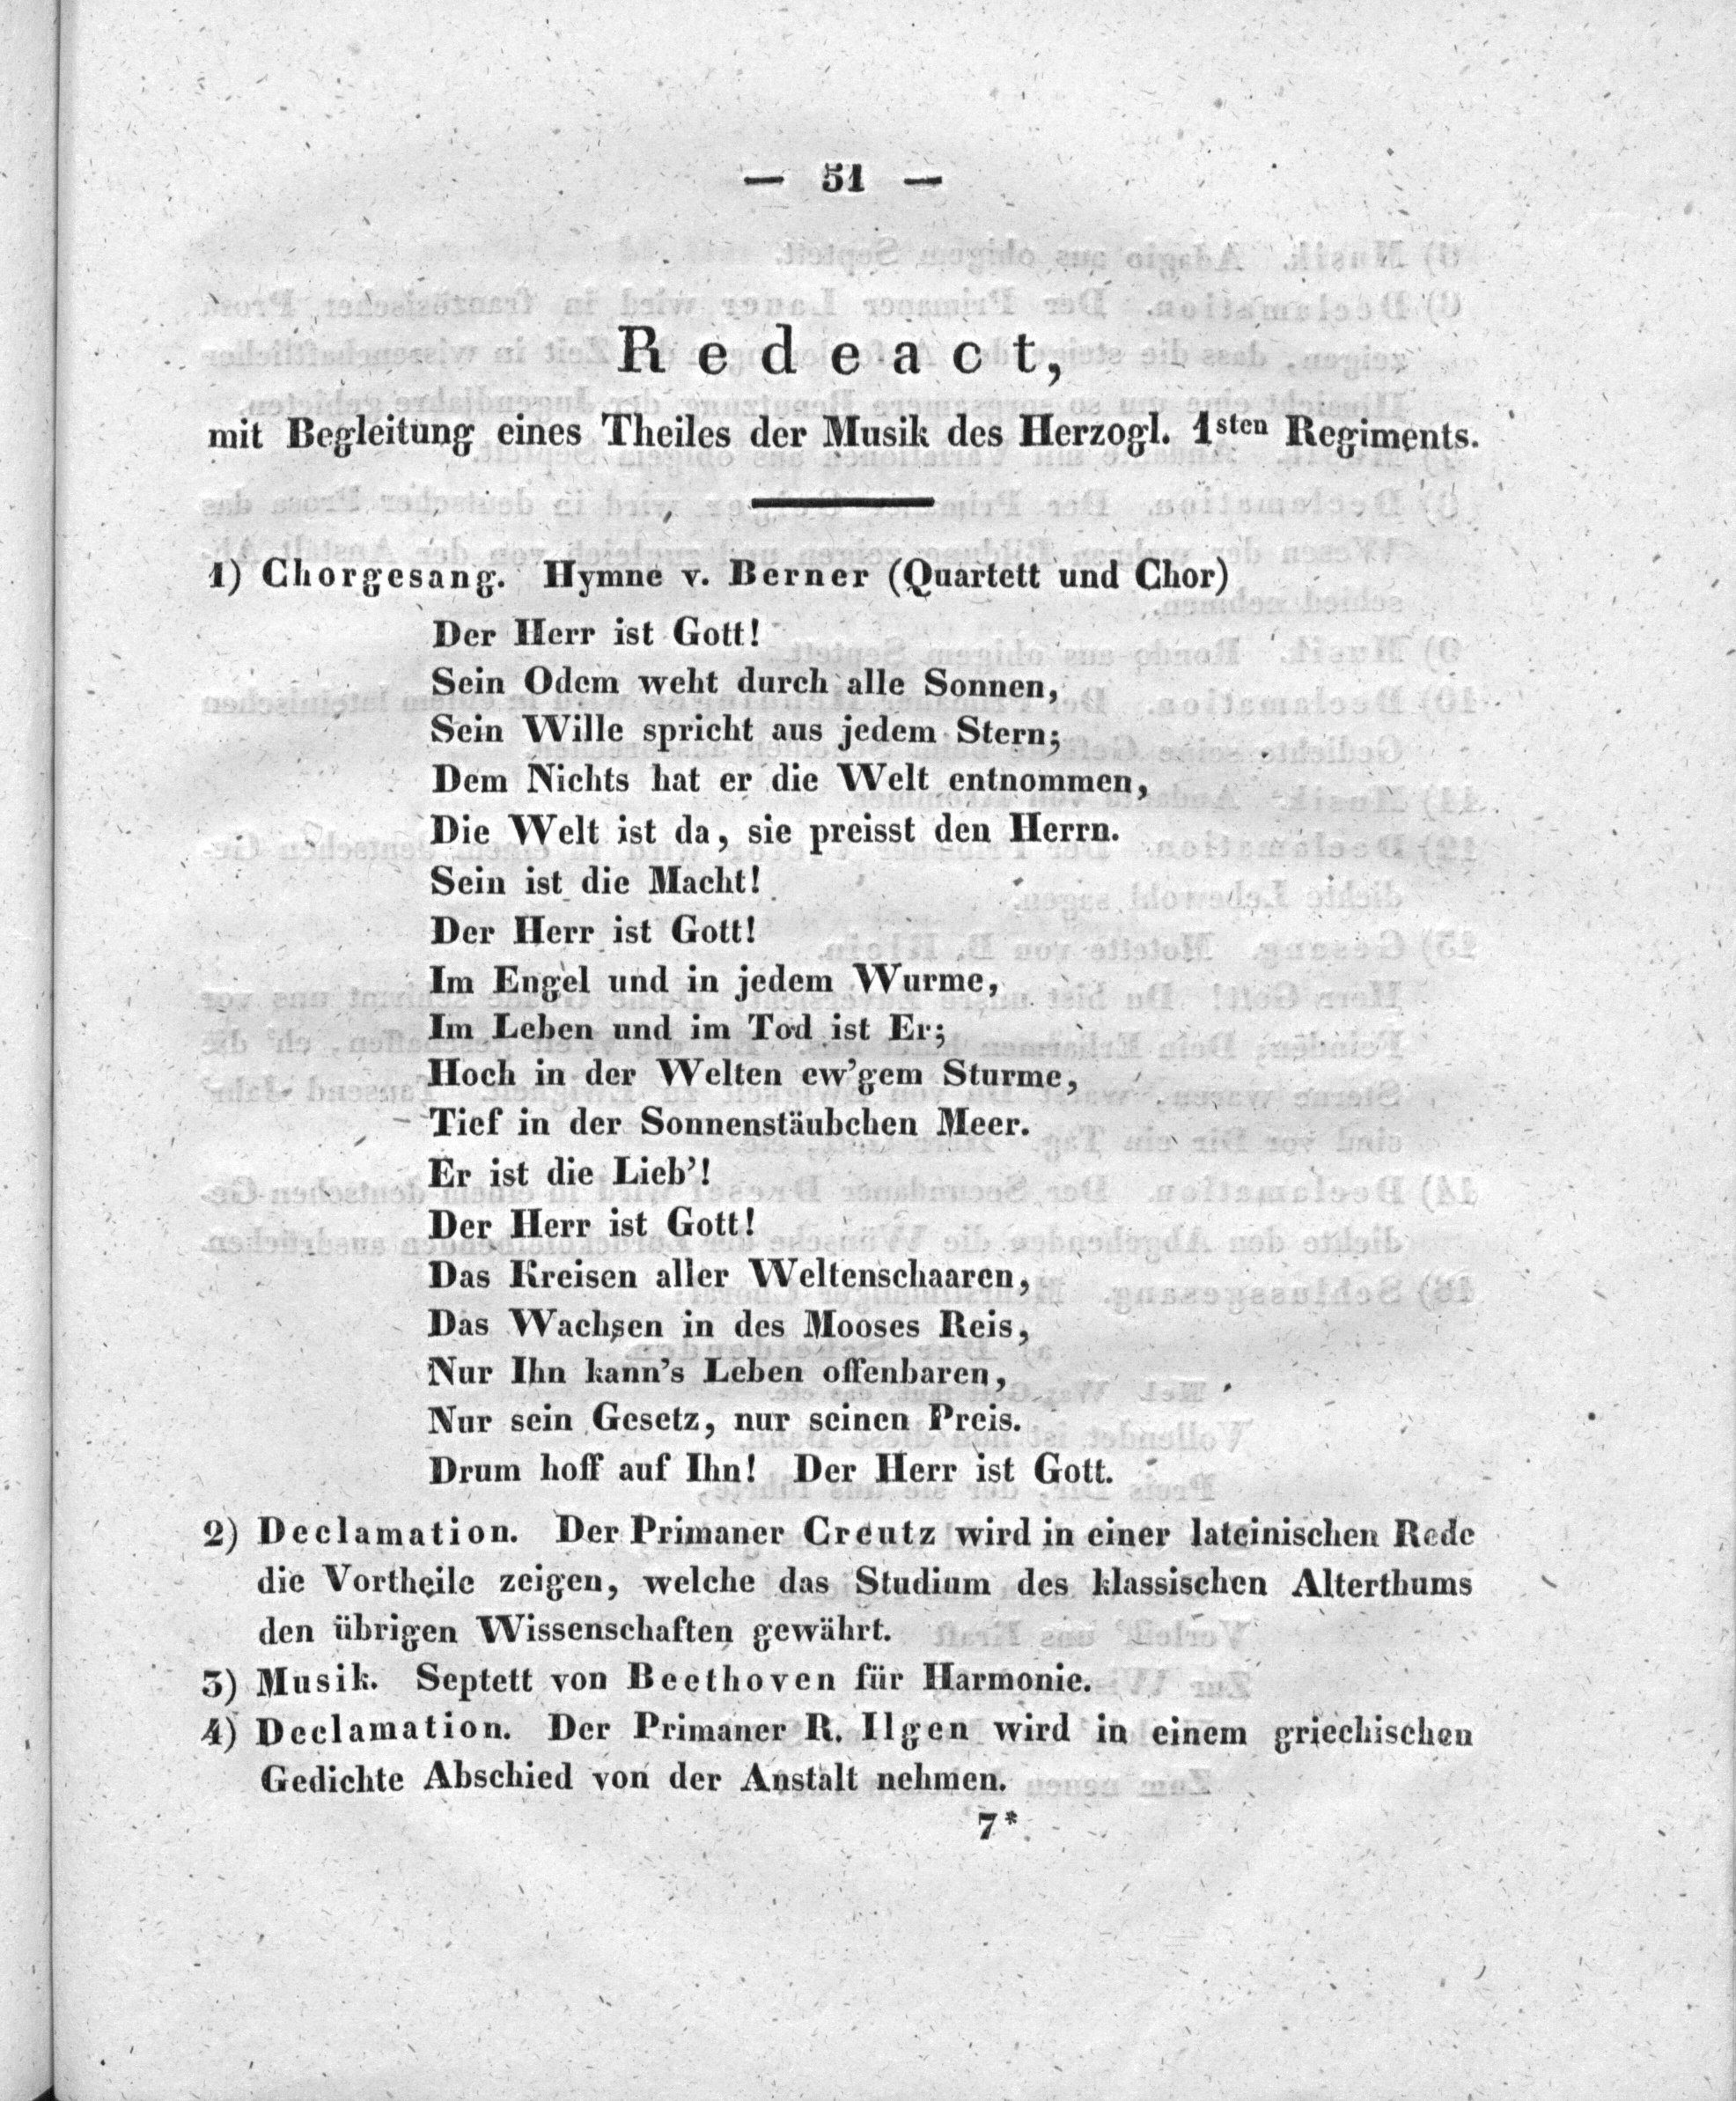 — 51 —
Redeact,
mit Begleitung eines Theiles der Musik des Herzogl. 1sten Regiments.
1) Chorgesang. Hymne v. Berner (Quartett und Chor)
Der Herr ist Gott!
Sein Odem weht durch alle Sonnen,
Sein Wille spricht aus jedem Stern;
Dem Nichts hat er die Welt entnommen,
Die Welt ist da, sie preisst den Herrn.
Sein ist die Macht!
Der Herr ist Gott!
Im Engel und in jedem Wurme,
Im Leben und im Tod ist Er;
Hoch in der Welten ew'gem Sturme,
Tief in der Sonnenstäubchen Meer.
Er ist die Lieb'!
Der Herr ist Gott!
Das Kreisen aller Weltenschaaren,
Das Wachsen in des Mooses Reis,
Nur Ihn kann's Leben offenbaren,
Nur sein Gesetz, nur seinen Preis.
Drum hoff auf Ihn! Der Herr ist Gott.
2) Declamation. Der Primaner Creutz wird in einer lateinischen Rede
die Vortheile zeigen, welche das Studium des klassischen Alterthums
den übrigen Wissenschaften gewährt.
3) Musik. Septett von Beethoven für Harmonie.
4) Declamation. Der Primaner R. Ilgen wird in einem griechischen
Gedichte Abschied von der Anstalt nehmen.
7*